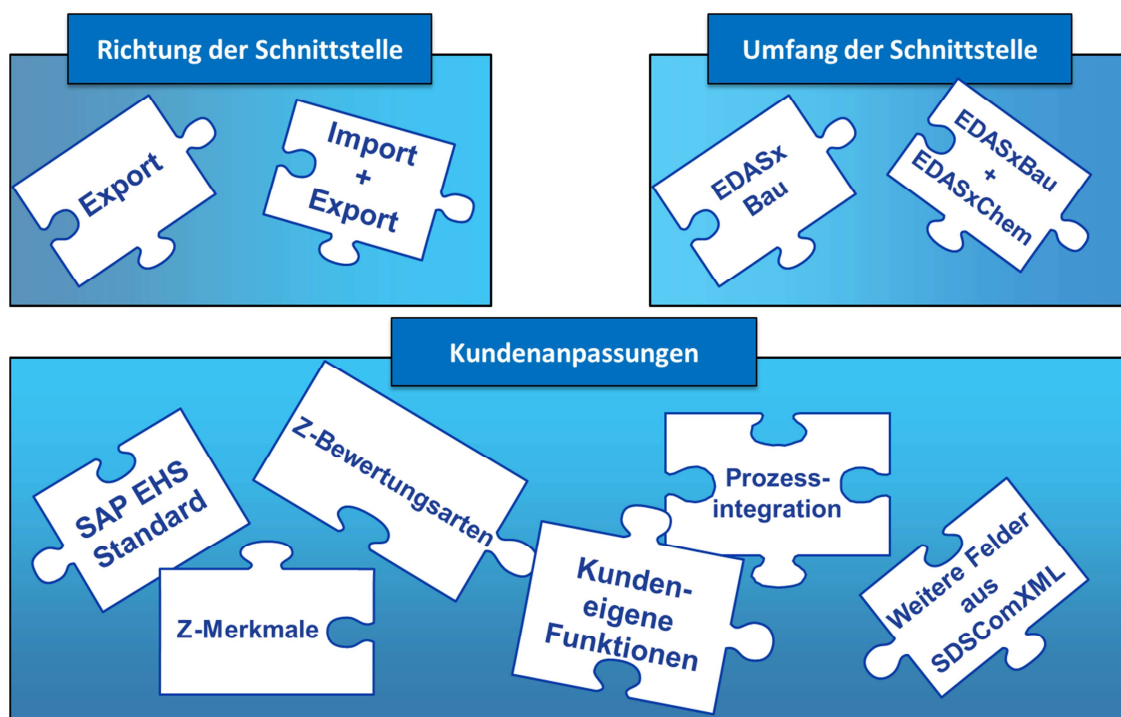 Richtung der Schnittstelle
Export
Import
+
Export
Umfang der Schnittstelle
EDASx
Bau
EDASxBau
+
EDASxChem
Kundenanpassungen
SAP EHS
Standard
Z-Merkmale
Z-Bewertungsarten
Kunden-
eigene
Funktionen
Prozess-
integration
Weitere Felder
aus
SDSComXML